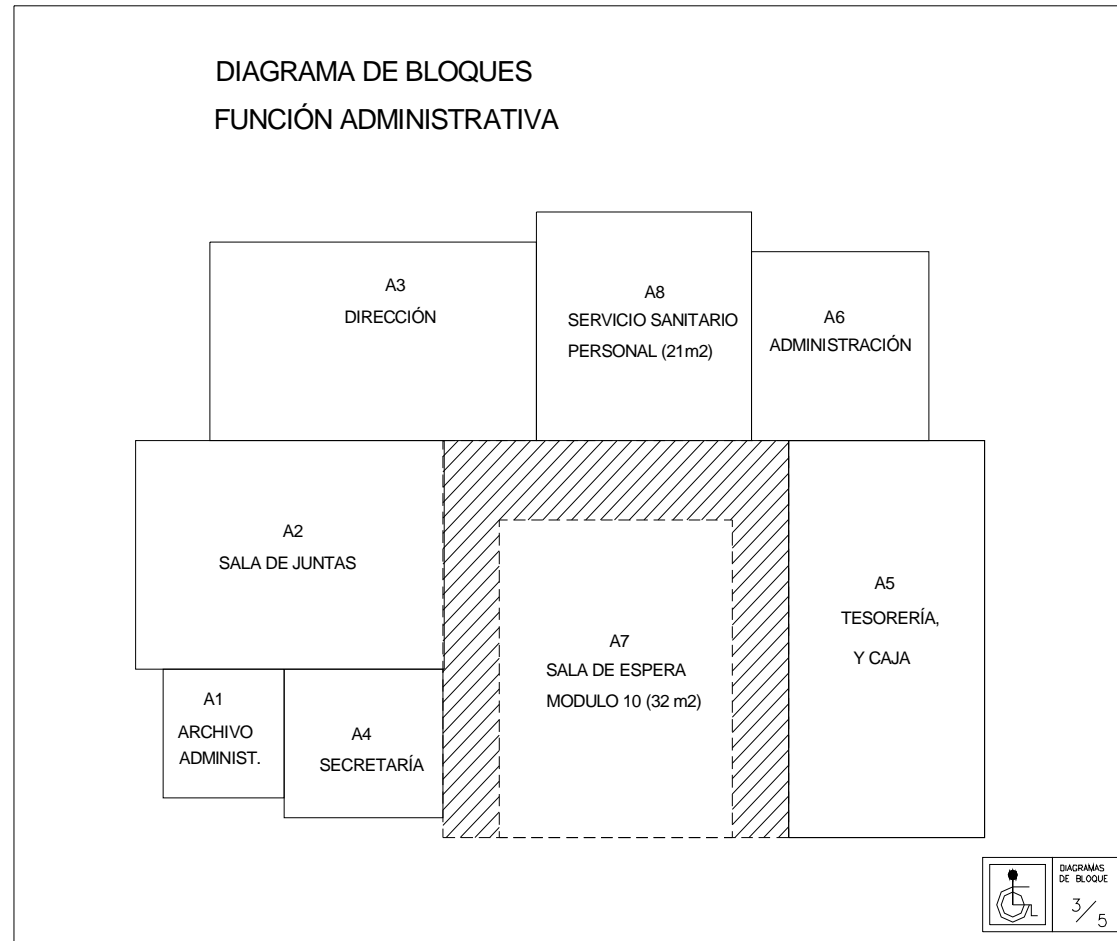 DIAGRAMA DE BLOQUES
FUNCIÓN ADMINISTRATIVA
A3
DIRECCIÓN
A8
SERVICIO SANITARIO
PERSONAL (21m2)
A6
ADMINISTRACIÓN
A2
SALA DE JUNTAS
A5
TESORERÍA,
Y CAJA
A7
SALA DE ESPERA
MODULO 10 (32 m2)
A1
ARCHIVO
ADMINIST.
A4
SECRETARÍA
DIAGRAMAS
DE BLOQUE
3/5